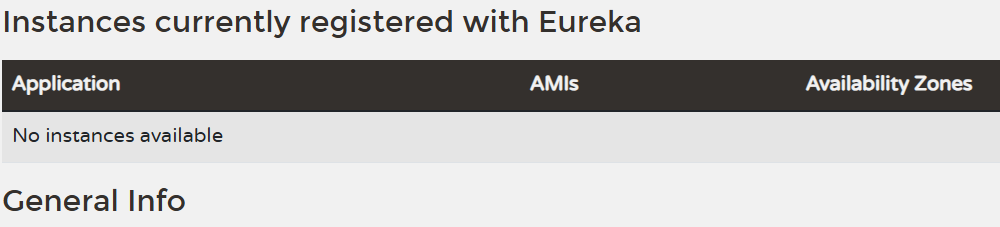 Instances currently registered with Eureka
Application AMIs Availability Zones
No instances available
General Info